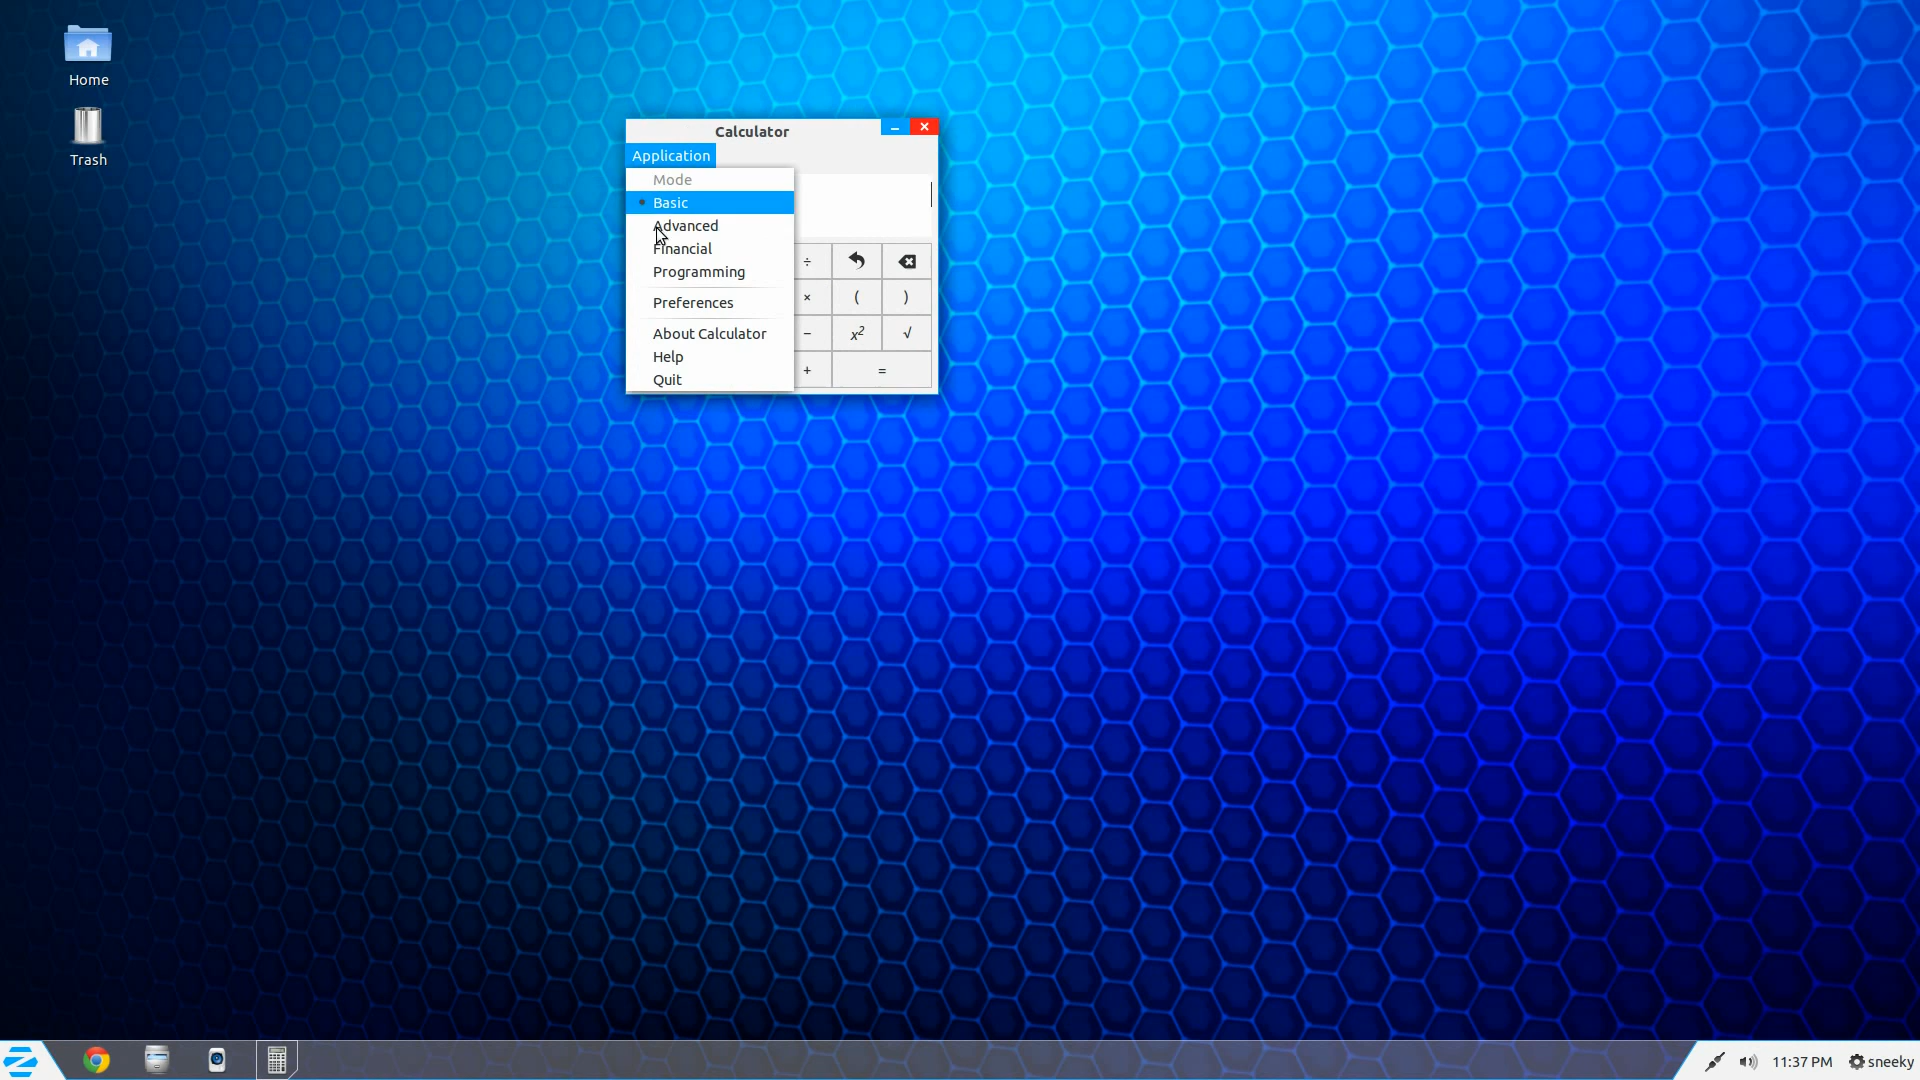 Home
Trash
Calculator
Application
Mode
Basic
Advanced
Financial
Programming
Preferences
About Calculator
Help
Quit
÷
× ( )
− x² √
+ =
11:37 PM sneeky